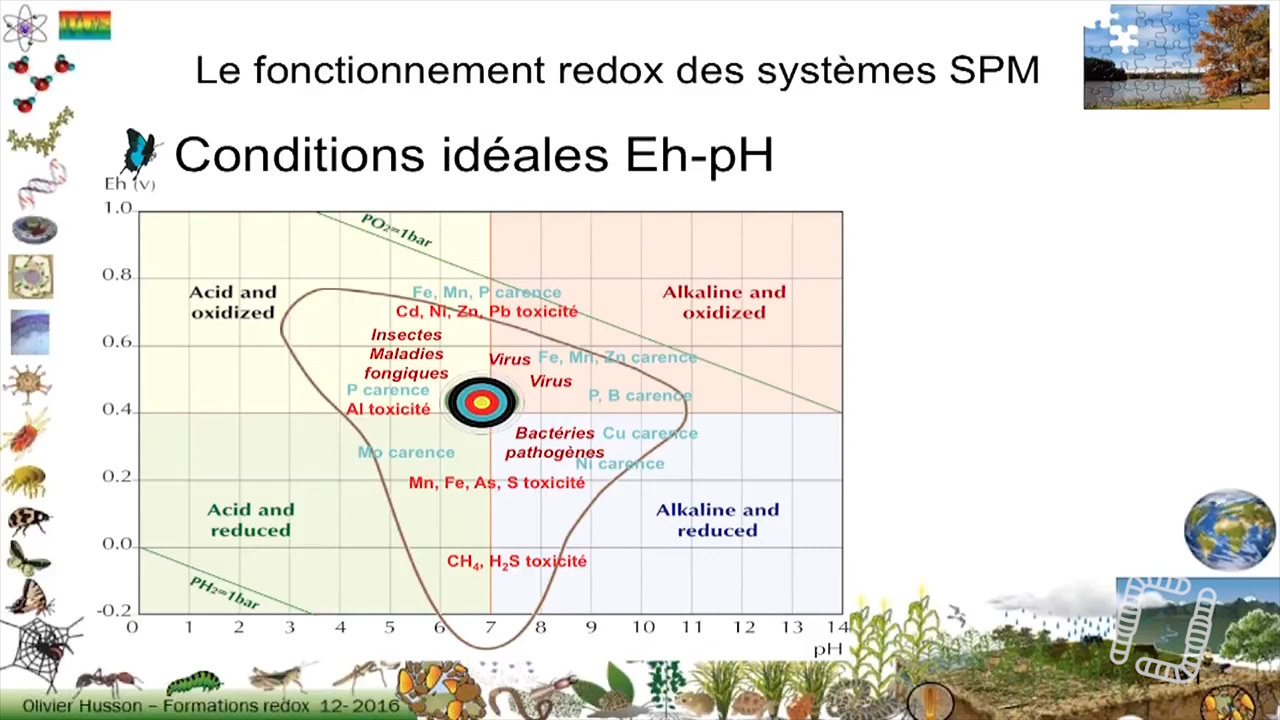 Le fonctionnement redox des systèmes SPM
Conditions idéales Eh-pH
Eh (v)
1.0
PO₂=1bar
0.8
Acid and
oxidized
Fe, Mn, P carence
Cd, Ni, Zn, Pb toxicité
Alkaline and
oxidized
0.6
Insectes
Maladies
fongiques
Virus
Fe, Mn, Zn carence
Virus
P carence
Al toxicité
P, B carence
0.4
Bactéries
pathogènes
Cu carence
Mo carence
Ni carence
0.2
Mn, Fe, As, S toxicité
Acid and
reduced
Alkaline and
reduced
0.0
CH₄, H₂S toxicité
PH₂=1bar
-0.2
0 1 2 3 4 5 6 7 8 9 10 11 12 13 14
pH
Olivier Husson – Formations redox 12- 2016